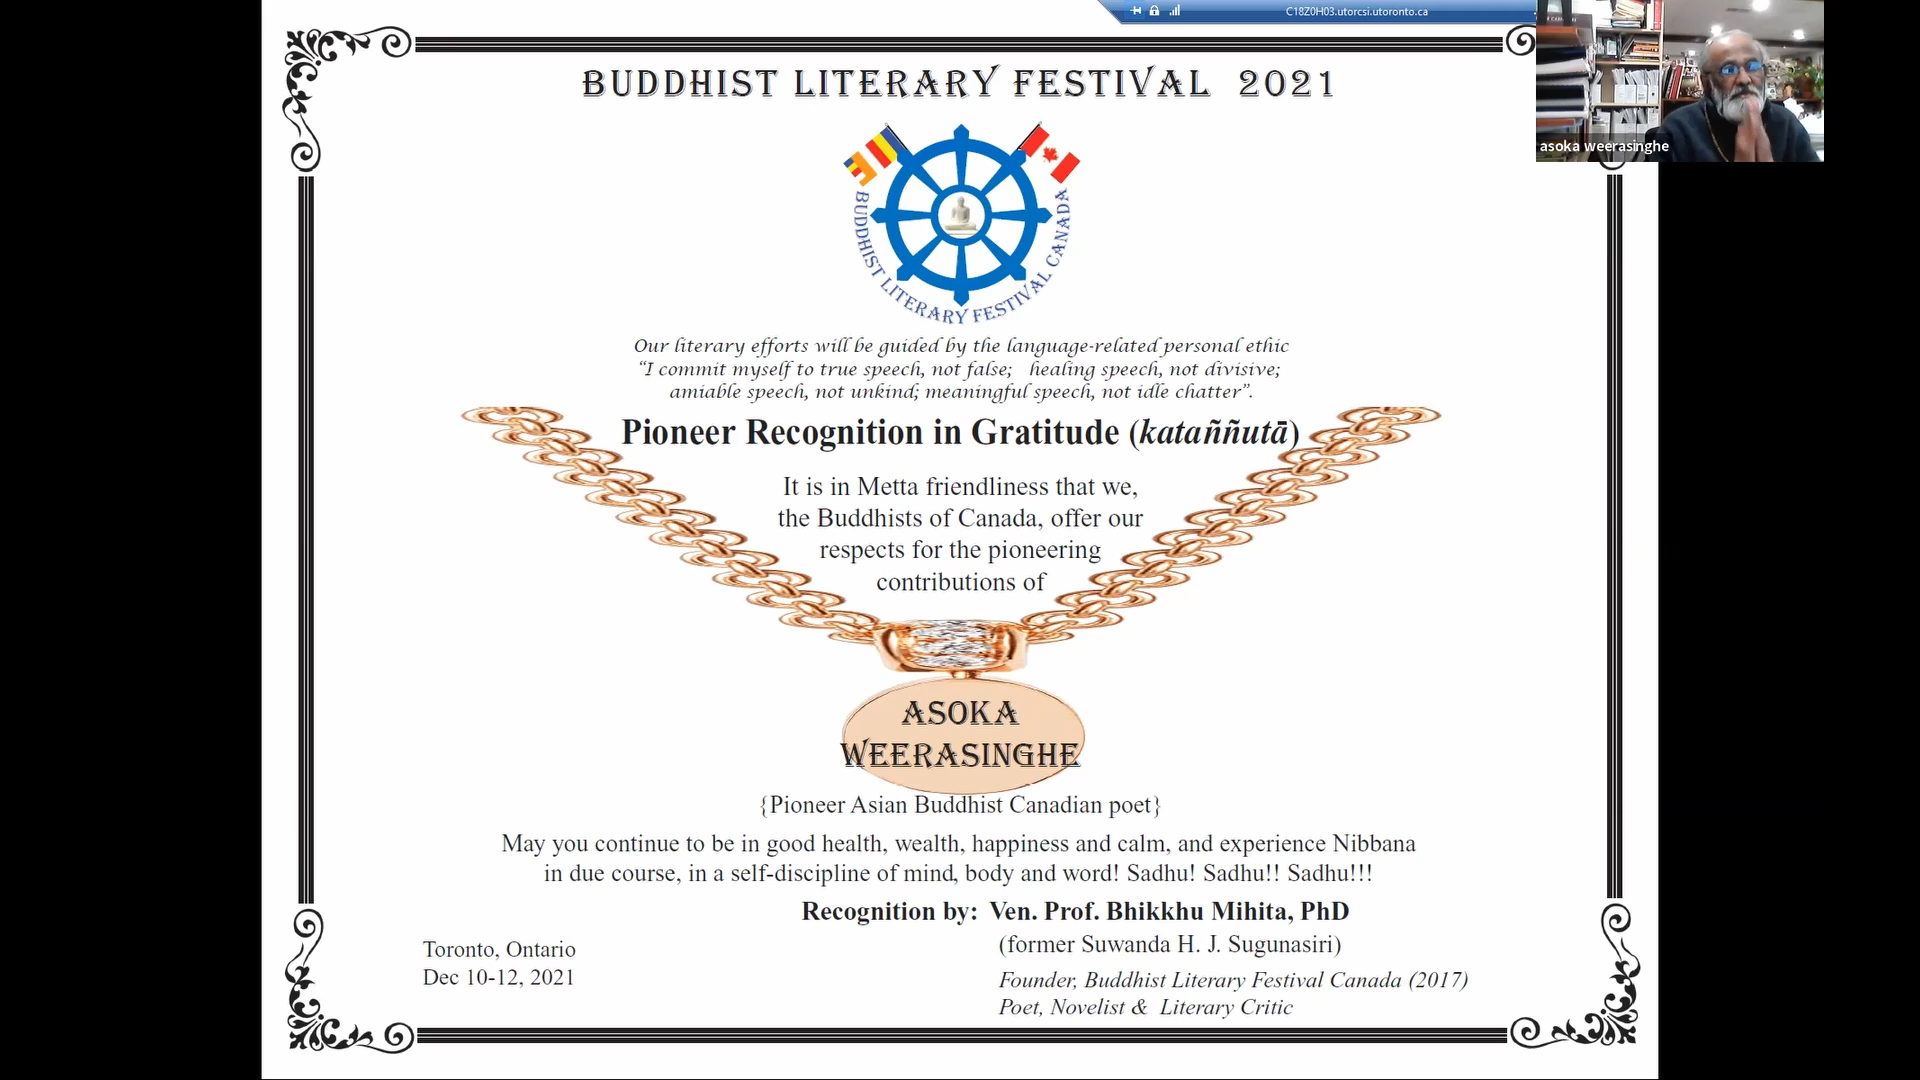 C18Z0H03.utorcsi.utoronto.ca
asoka weerasinghe
BUDDHIST LITERARY FESTIVAL 2021
BUDDHIST LITERARY FESTIVAL CANADA
Our literary efforts will be guided by the language-related personal ethic
“I commit myself to true speech, not false; healing speech, not divisive;
amiable speech, not unkind; meaningful speech, not idle chatter”.
Pioneer Recognition in Gratitude (kataññutā)
It is in Metta friendliness that we,
the Buddhists of Canada, offer our
respects for the pioneering
contributions of
ASOKA
WEERASINGHE
{Pioneer Asian Buddhist Canadian poet}
May you continue to be in good health, wealth, happiness and calm, and experience Nibbana
in due course, in a self-discipline of mind, body and word! Sadhu! Sadhu!! Sadhu!!!
Recognition by: Ven. Prof. Bhikkhu Mihita, PhD
(former Suwanda H. J. Sugunasiri)
Founder, Buddhist Literary Festival Canada (2017)
Poet, Novelist & Literary Critic
Toronto, Ontario
Dec 10-12, 2021